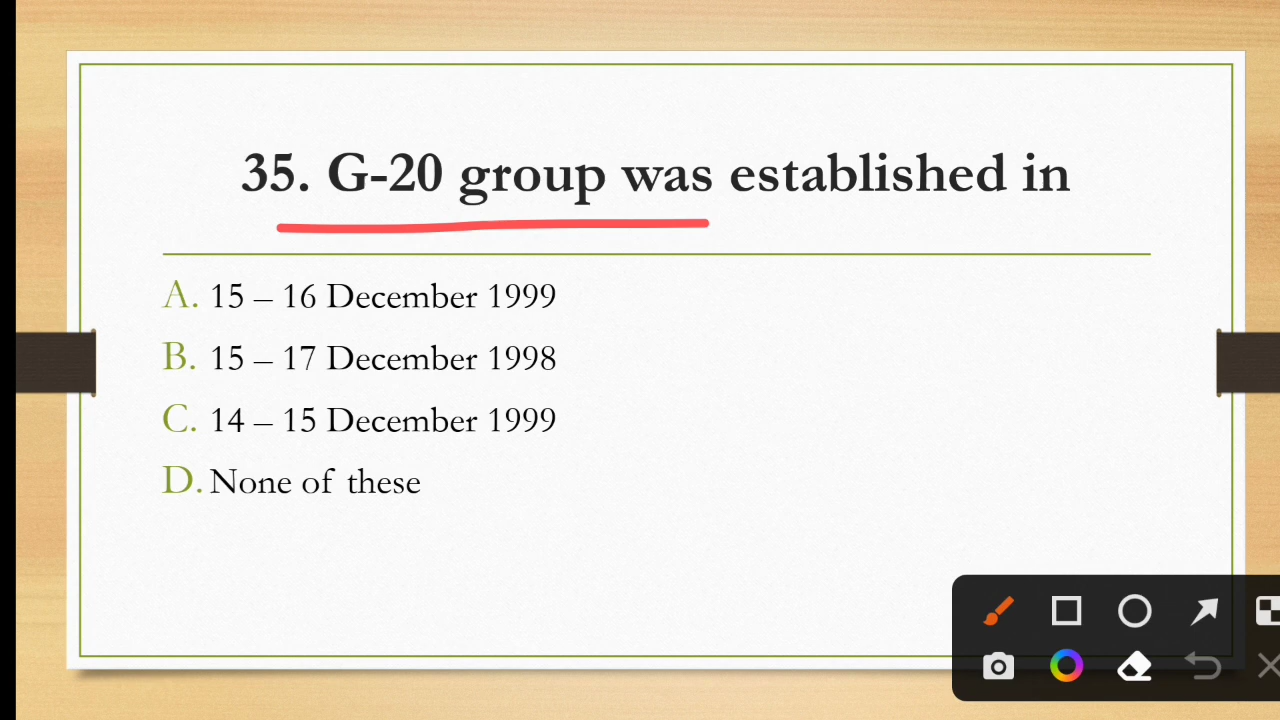 35. G-20 group was established in
A. 15 – 16 December 1999
B. 15 – 17 December 1998
C. 14 – 15 December 1999
D. None of these